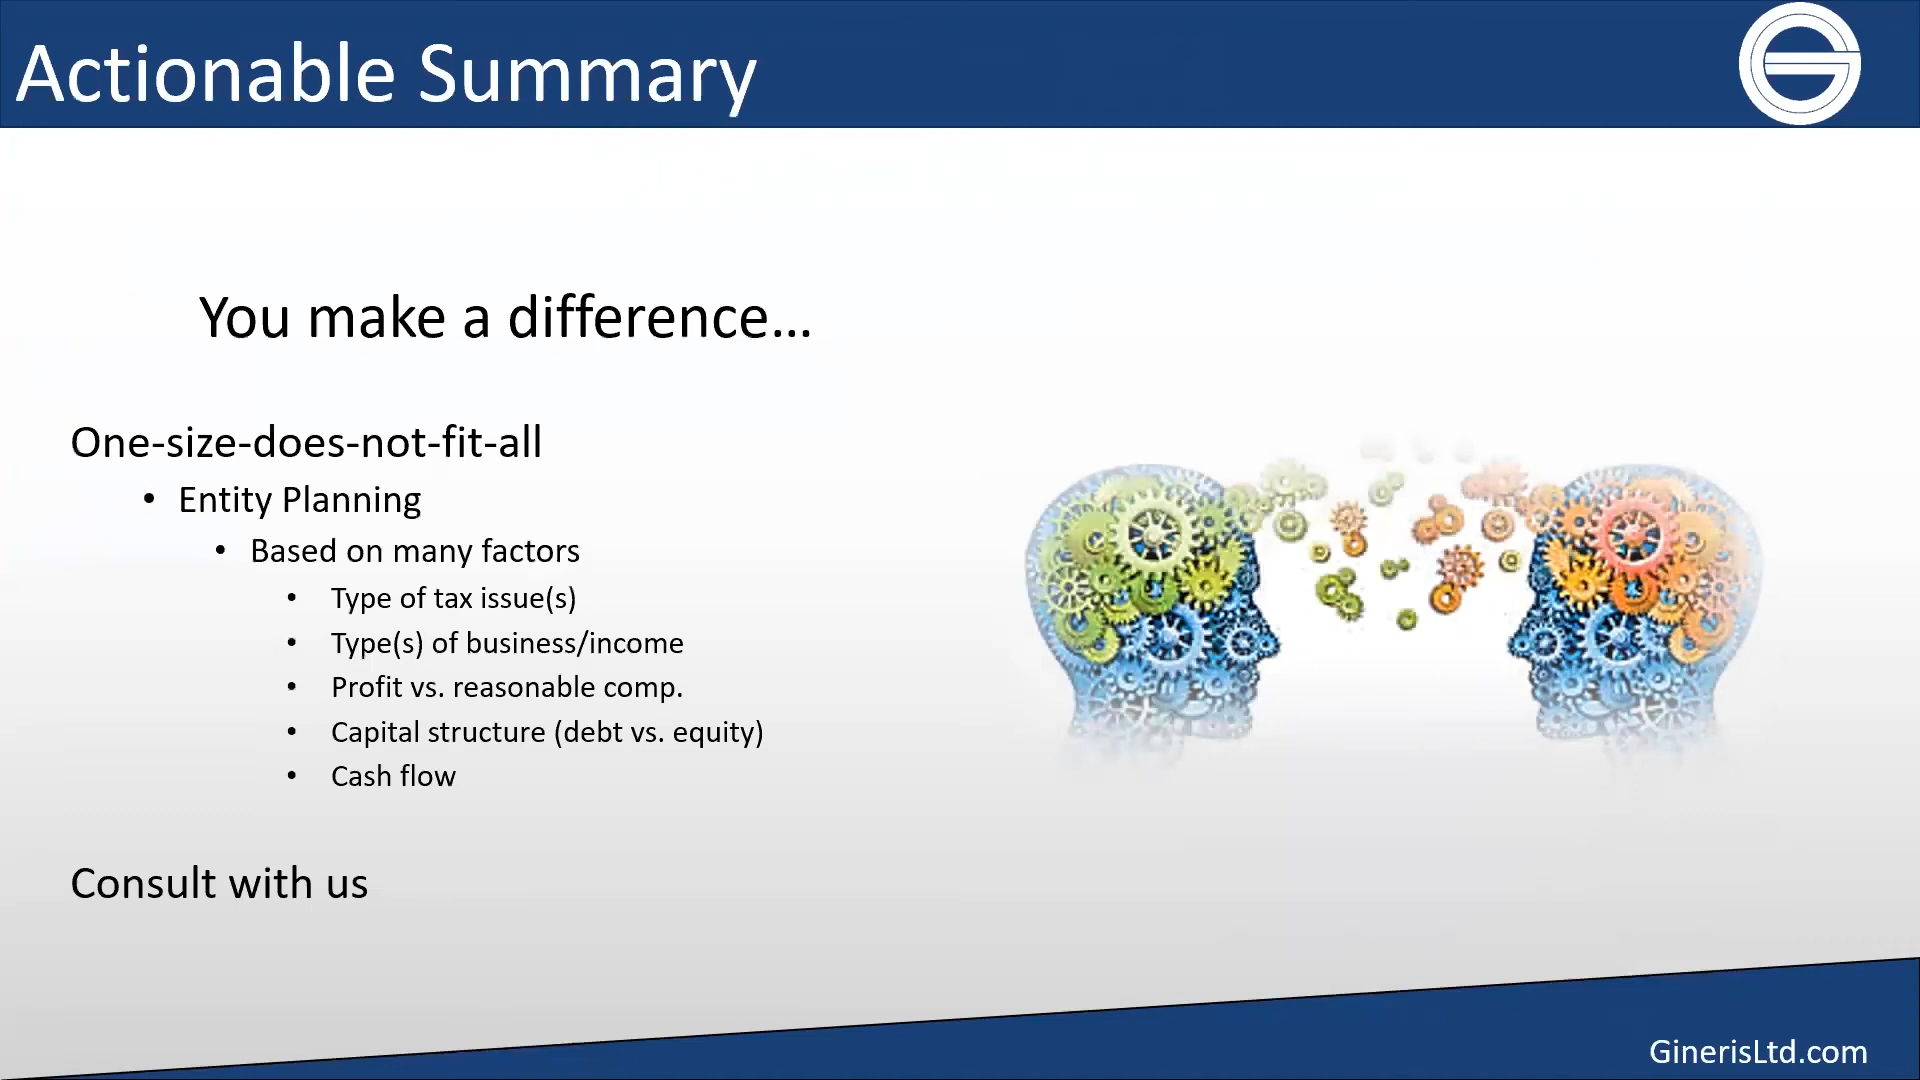 Actionable Summary
You make a difference...
One-size-does-not-fit-all
• Entity Planning
• Based on many factors
• Type of tax issue(s)
• Type(s) of business/income
• Profit vs. reasonable comp.
• Capital structure (debt vs. equity)
• Cash flow
Consult with us
GinerisLtd.com